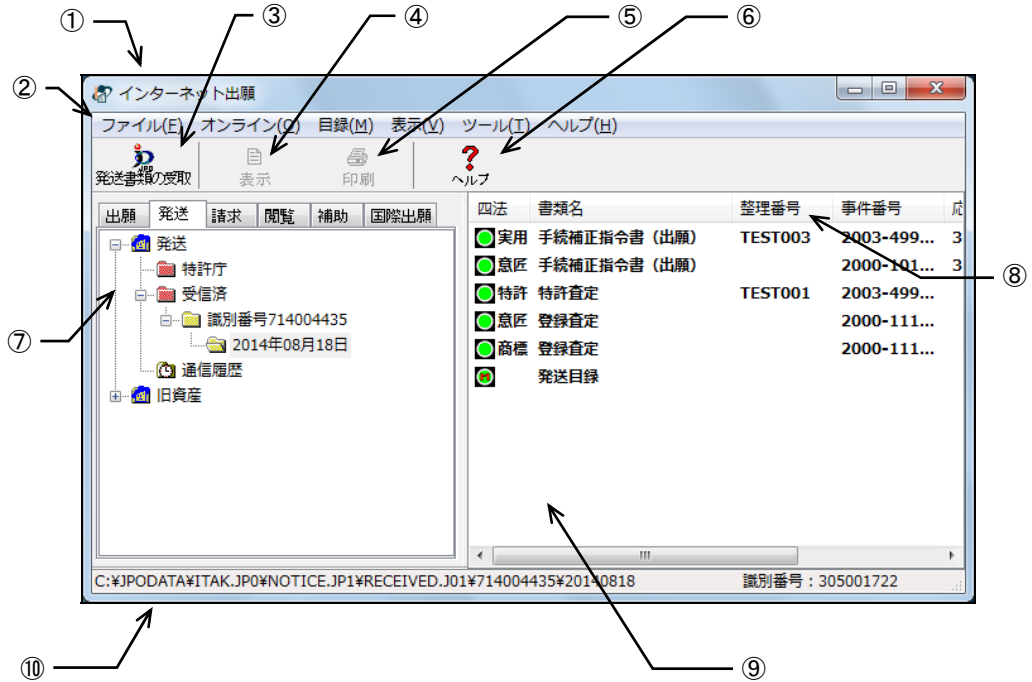 ① ③ ④ ⑤ ⑥
② インターネット出願
ファイル(F) オンライン(O) 目録(M) 表示(V) ツール(T) ヘルプ(H)
発送書類の受取 表示 印刷 ヘルプ
出願 発送 請求 閲覧 補助 国際出願
四法 書類名 整理番号 事件番号
発送
特許庁
受信済
識別番号714004435
2014年08月18日
通信履歴
旧資産
実用 手続補正指令書（出願） TEST003 2003-499... 3
意匠 手続補正指令書（出願） 2000-101... 3
特許 特許査定 TEST001 2003-499...
意匠 登録査定 2000-111...
商標 登録査定 2000-111...
発送目録
⑦
⑧
C:¥JPODATA¥ITAK.JP0¥NOTICE.JP1¥RECEIVED.J01¥714004435¥20140818 識別番号：305001722
⑩ ⑨